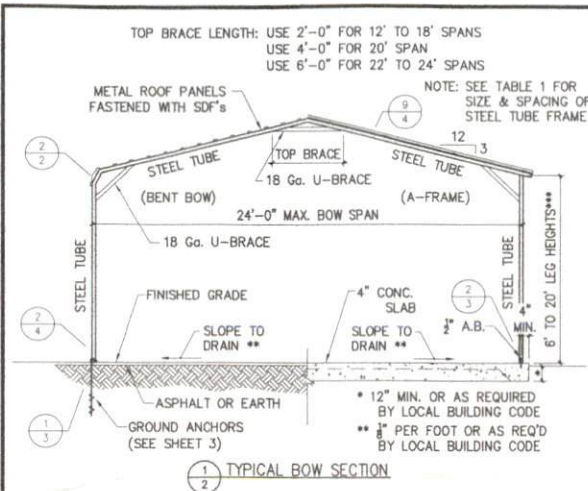 TOP BRACE LENGTH: USE 2'-0" FOR 12' TO 18' SPANS
USE 4'-0" FOR 20' SPAN
USE 6'-0" FOR 22' TO 24' SPANS
METAL ROOF PANELS
FASTENED WITH SDF's
NOTE: SEE TABLE 1 FOR
SIZE & SPACING OF
STEEL TUBE FRAME
9
4
12
3
2
2
STEEL TUBE
TOP BRACE
STEEL TUBE
18 Ga. U-BRACE
(BENT BOW)
(A-FRAME)
24'-0" MAX. BOW SPAN
18 Ga. U-BRACE
STEEL TUBE
STEEL TUBE
6' TO 20' LEG HEIGHTS***
2
4
FINISHED GRADE
4" CONC.
SLAB
2
3
4"
MIN.
1/2" A.B.
SLOPE TO
DRAIN **
SLOPE TO
DRAIN **
*
ASPHALT OR EARTH
1
3
GROUND ANCHORS
(SEE SHEET 3)
* 12" MIN. OR AS REQUIRED
BY LOCAL BUILDING CODE
** 1/8" PER FOOT OR AS REQ'D
BY LOCAL BUILDING CODE
1
2
TYPICAL BOW SECTION